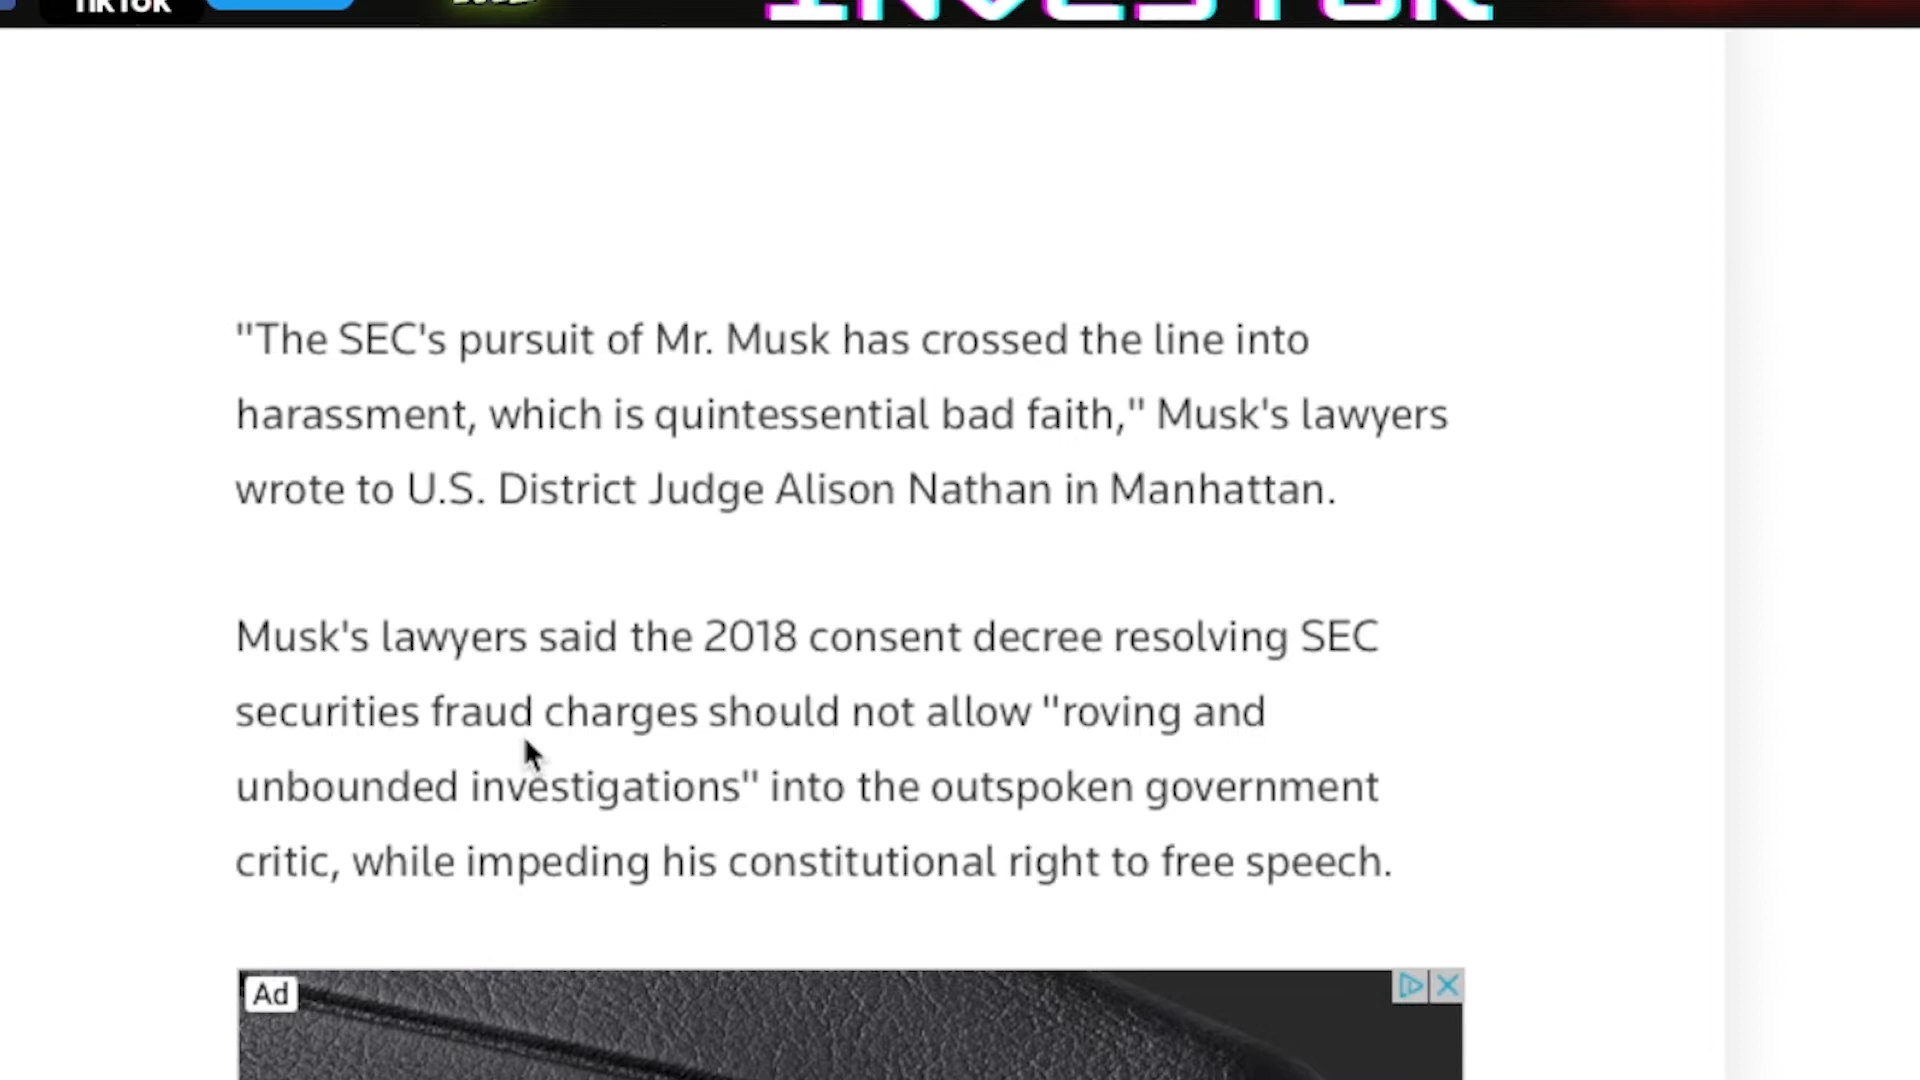 TikTok
INVESTOR
"The SEC's pursuit of Mr. Musk has crossed the line into
harassment, which is quintessential bad faith," Musk's lawyers
wrote to U.S. District Judge Alison Nathan in Manhattan.
Musk's lawyers said the 2018 consent decree resolving SEC
securities fraud charges should not allow "roving and
unbounded investigations" into the outspoken government
critic, while impeding his constitutional right to free speech.
Ad